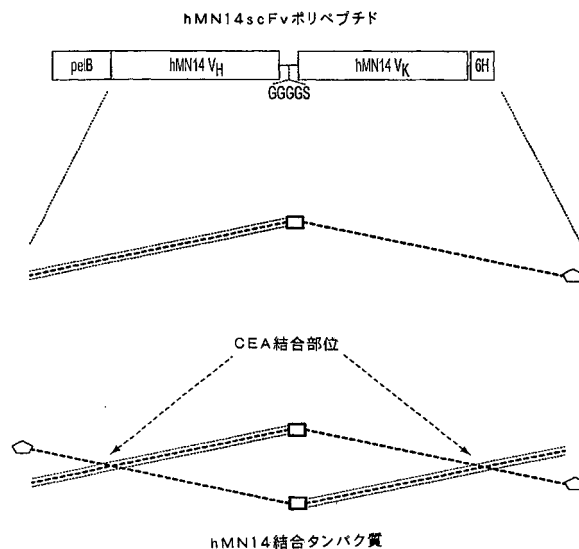 hMN14scFvポリペプチド
pelB hMN14 VH hMN14 VK 6H
GGGGS
CEA結合部位
hMN14結合タンパク質